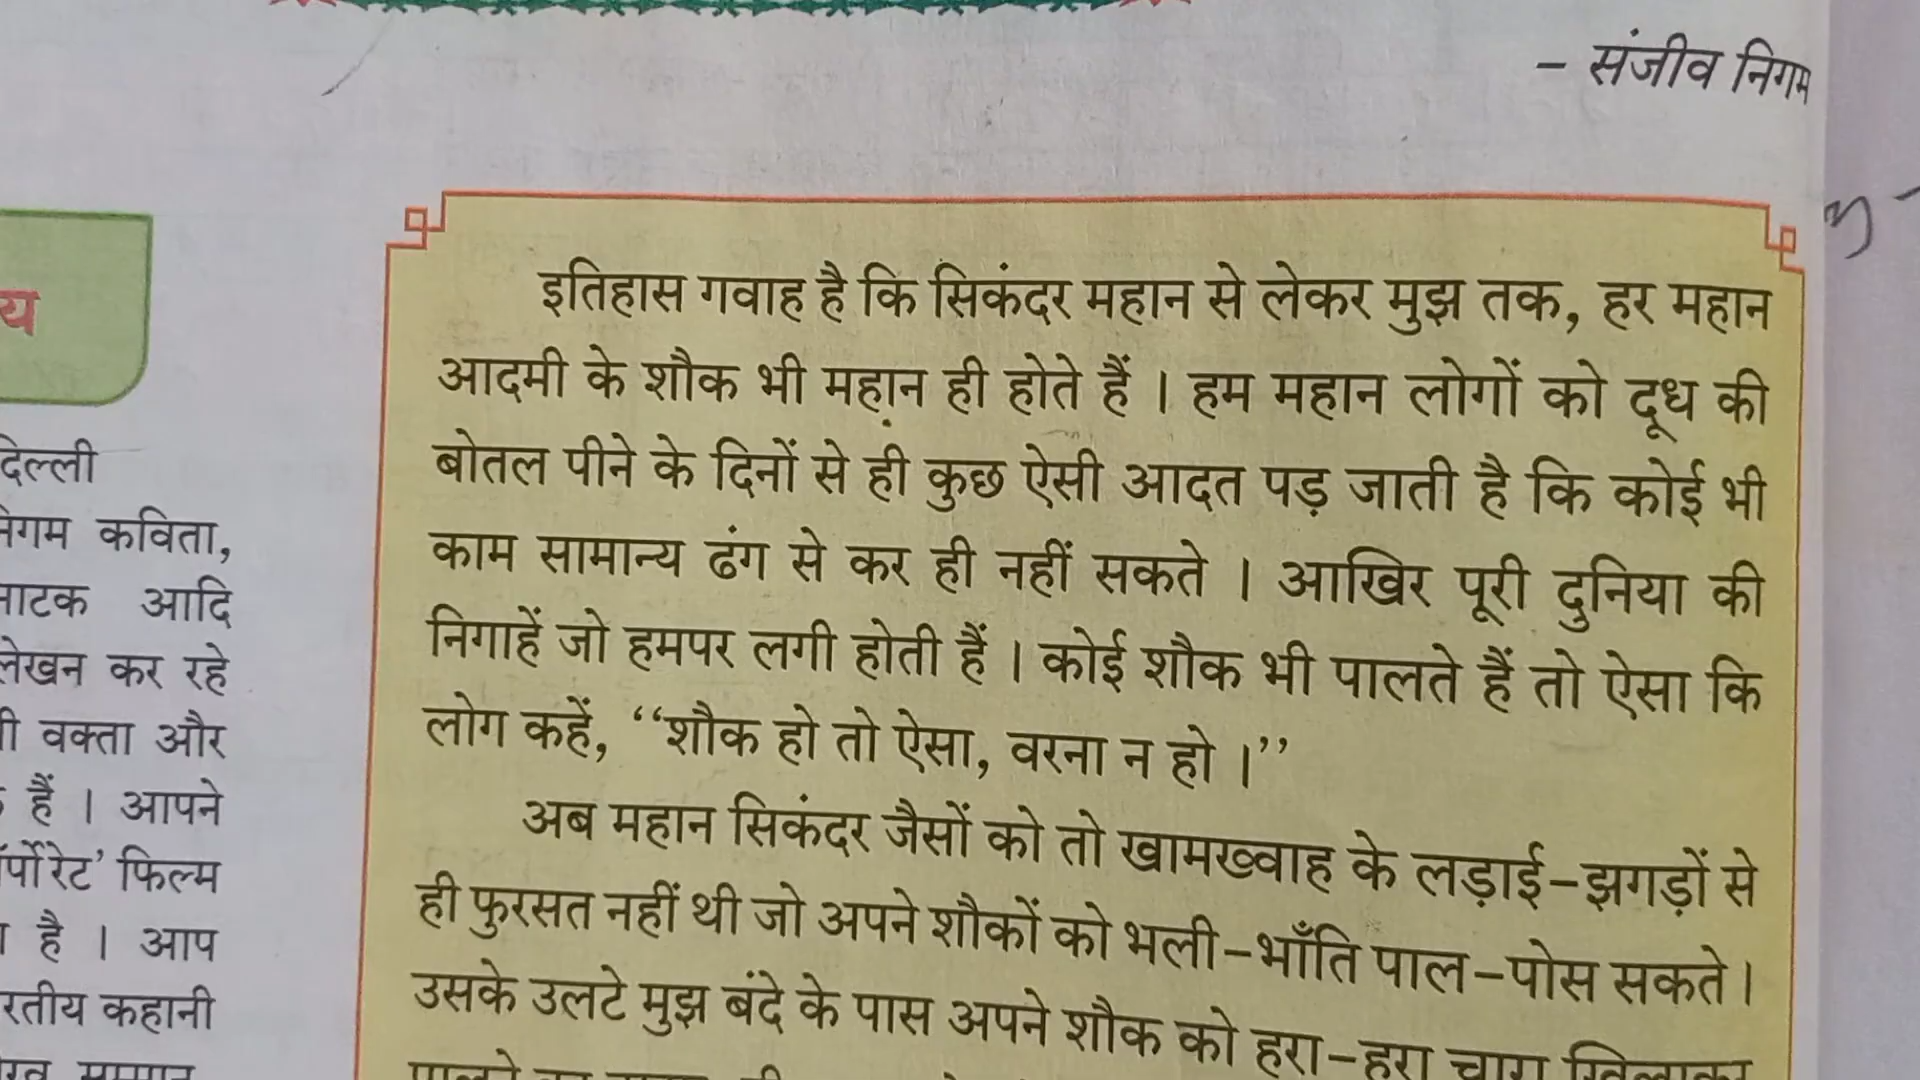 – संजीव निगम
य
दिल्ली
निगम कविता,
नाटक आदि
लेखन कर रहे
वक्ता और
हैं । आपने
फिल्म
है । आप
कहानी
इतिहास गवाह है कि सिकंदर महान से लेकर मुझ तक, हर महान
आदमी के शौक भी महान ही होते हैं । हम महान लोगों को दूध की
बोतल पीने के दिनों से ही कुछ ऐसी आदत पड़ जाती है कि कोई भी
काम सामान्य ढंग से कर ही नहीं सकते । आखिर पूरी दुनिया की
निगाहें जो हमपर लगी होती हैं । कोई शौक भी पालते हैं तो ऐसा कि
लोग कहें, ‘‘शौक हो तो ऐसा, वरना न हो ।’’
अब महान सिकंदर जैसों को तो खामख्वाह के लड़ाई–झगड़ों से
ही फुरसत नहीं थी जो अपने शौकों को भली–भाँति पाल–पोस सकते ।
उसके उलटे मुझ बंदे के पास अपने शौक को हरा–हरा चारा